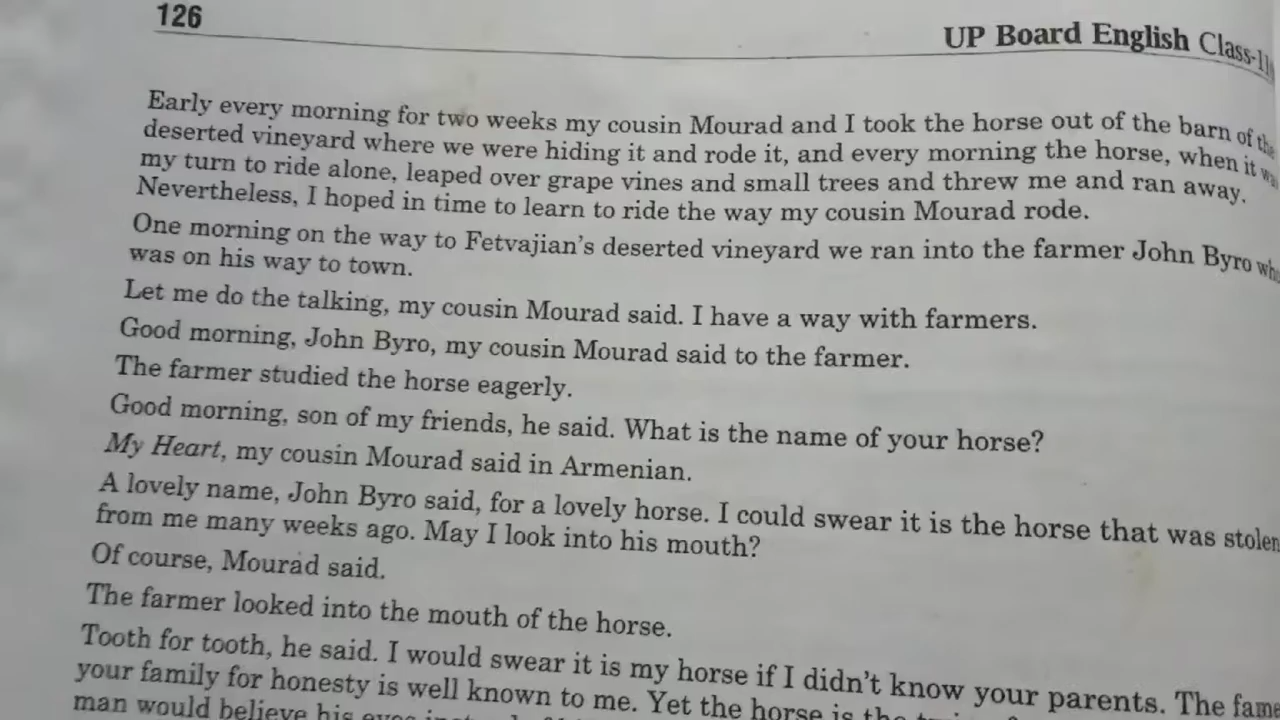 126
UP Board English Class-11
Early every morning for two weeks my cousin Mourad and I took the horse out of the barn of the
deserted vineyard where we were hiding it and rode it, and every morning the horse, when it
my turn to ride alone, leaped over grape vines and small trees and threw me and ran away.
Nevertheless, I hoped in time to learn to ride the way my cousin Mourad rode.
One morning on the way to Fetvajian's deserted vineyard we ran into the farmer John Byro
was on his way to town.
Let me do the talking, my cousin Mourad said. I have a way with farmers.
Good morning, John Byro, my cousin Mourad said to the farmer.
The farmer studied the horse eagerly.
Good morning, son of my friends, he said. What is the name of your horse?
My Heart, my cousin Mourad said in Armenian.
A lovely name, John Byro said, for a lovely horse. I could swear it is the horse that was stolen
from me many weeks ago. May I look into his mouth?
Of course, Mourad said.
The farmer looked into the mouth of the horse.
Tooth for tooth, he said. I would swear it is my horse if I didn't know your parents. The fame
your family for honesty is well known to me. Yet the horse is the
man would believe his eyes